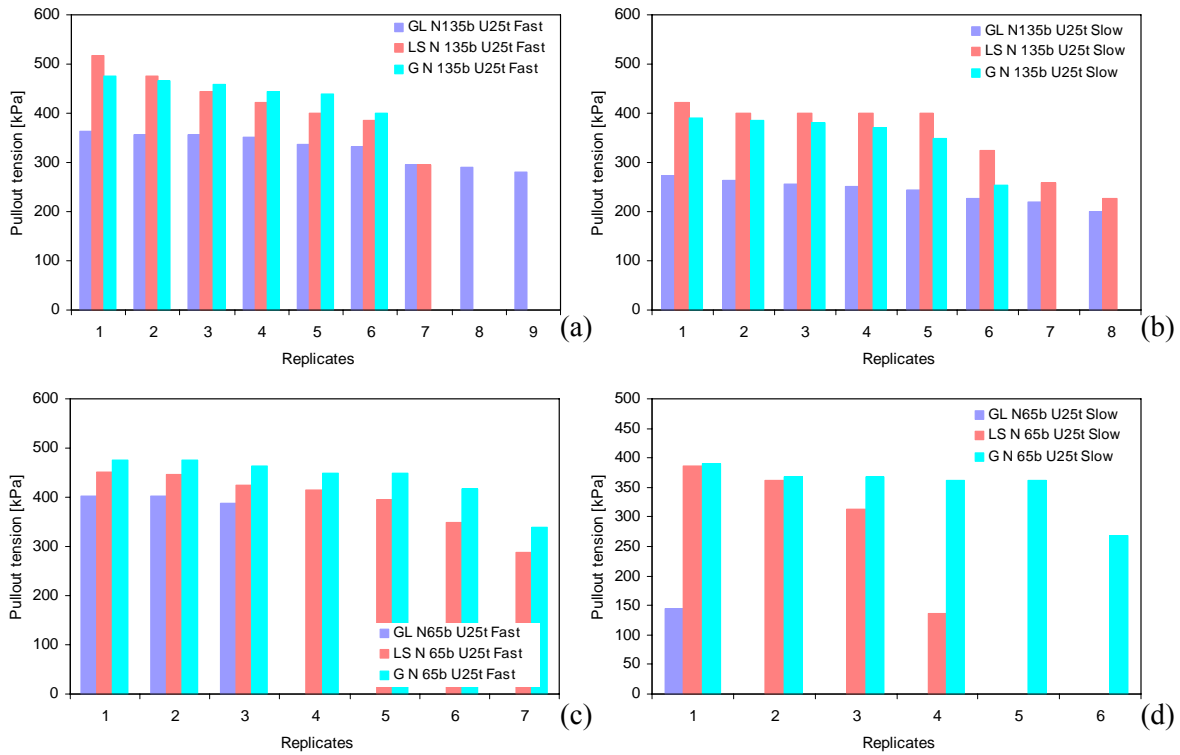 600
500
400
300
200
100
0
Pullout tension [kPa]
GL N135b U25t Fast
LS N 135b U25t Fast
G N 135b U25t Fast
1 2 3 4 5 6 7 8 9
Replicates
(a)
600
500
400
300
200
100
0
Pullout tension [kPa]
GL N135b U25t Slow
LS N 135b U25t Slow
G N 135b U25t Slow
1 2 3 4 5 6 7 8
Replicates
(b)
600
500
400
300
200
100
0
Pullout tension [kPa]
GL N65b U25t Fast
LS N 65b U25t Fast
G N 65b U25t Fast
1 2 3 4 5 6 7
Replicates
(c)
500
450
400
350
300
250
200
150
100
50
0
Pullout tension [kPa]
GL N65b U25t Slow
LS N 65b U25t Slow
G N 65b U25t Slow
1 2 3 4 5 6
Replicates
(d)